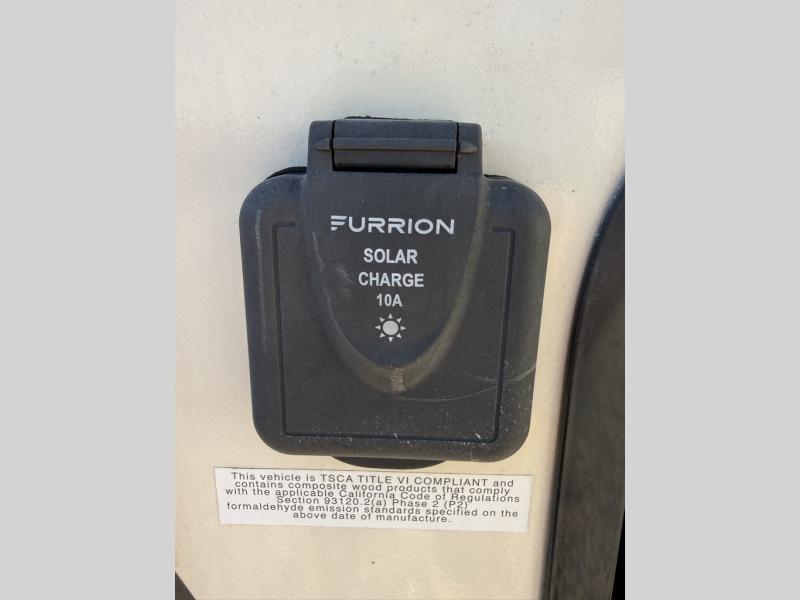 FURRION
SOLAR
CHARGE
10A
This vehicle is TSCA TITLE VI COMPLIANT and
contains composite wood products that comply
with the applicable California Code of Regulations
Section 93120.2(a) Phase 2 (P2)
formaldehyde emission standards specified on the
above date of manufacture.